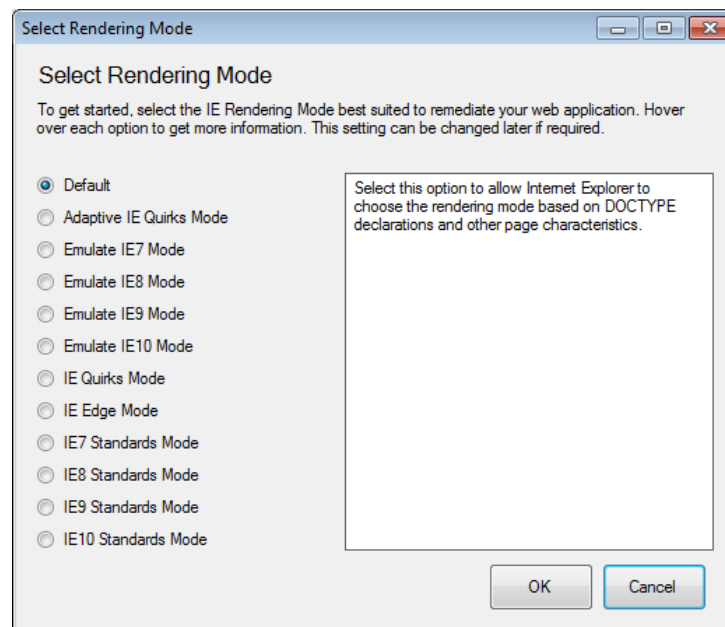 Select Rendering Mode
Select Rendering Mode
To get started, select the IE Rendering Mode best suited to remediate your web application. Hover
over each option to get more information. This setting can be changed later if required.
Default
Adaptive IE Quirks Mode
Emulate IE7 Mode
Emulate IE8 Mode
Emulate IE9 Mode
Emulate IE10 Mode
IE Quirks Mode
IE Edge Mode
IE7 Standards Mode
IE8 Standards Mode
IE9 Standards Mode
IE10 Standards Mode
Select this option to allow Internet Explorer to
choose the rendering mode based on DOCTYPE
declarations and other page characteristics.
OK
Cancel